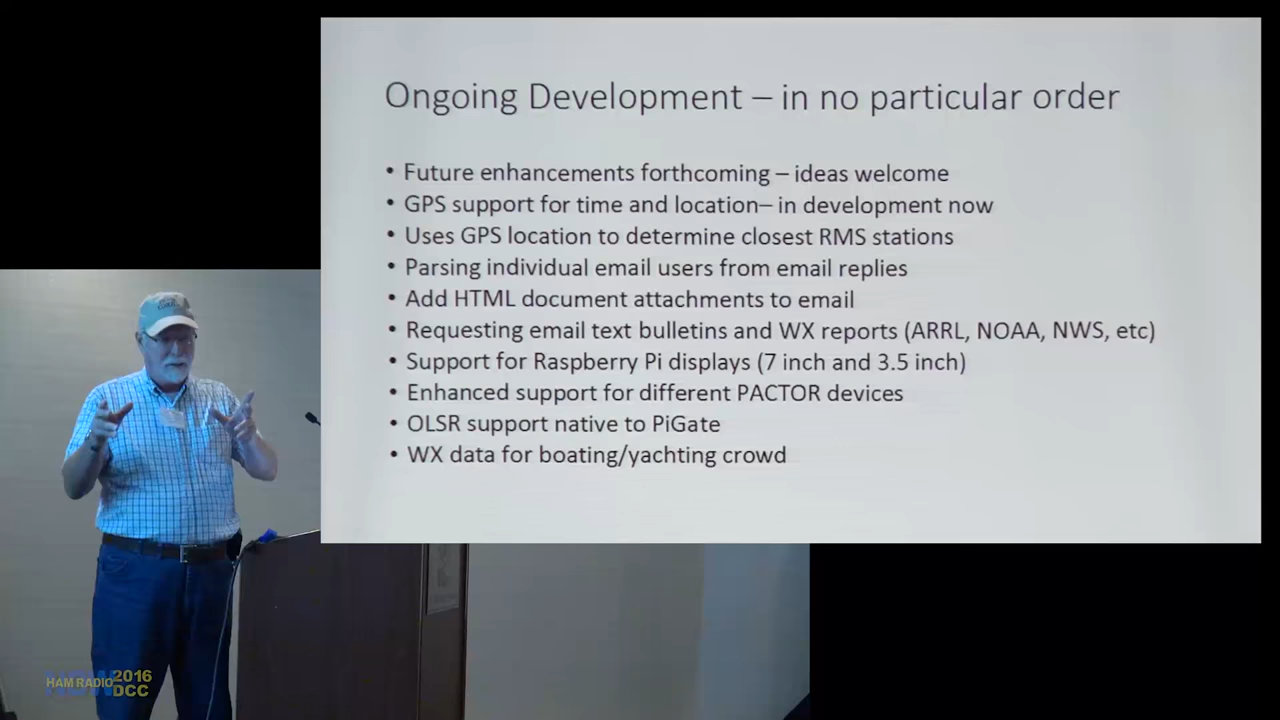 Ongoing Development – in no particular order
• Future enhancements forthcoming – ideas welcome
• GPS support for time and location– in development now
• Uses GPS location to determine closest RMS stations
• Parsing individual email users from email replies
• Add HTML document attachments to email
• Requesting email text bulletins and WX reports (ARRL, NOAA, NWS, etc)
• Support for Raspberry Pi displays (7 inch and 3.5 inch)
• Enhanced support for different PACTOR devices
• OLSR support native to PiGate
• WX data for boating/yachting crowd
HAM RADIO 2016
DCC